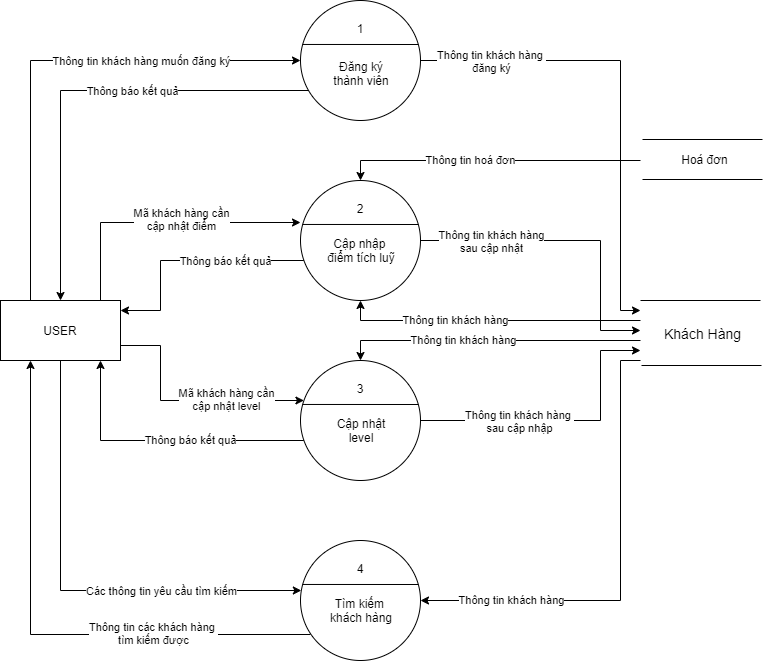 1
Đăng ký
thành viên
Thông tin khách hàng muốn đăng ký
Thông tin khách hàng
đăng ký
Thông báo kết quả
Hoá đơn
Thông tin hoá đơn
2
Cập nhập
điểm tích luỹ
Mã khách hàng cần
cập nhật điểm
Thông tin khách hàng
sau cập nhật
Thông báo kết quả
USER
Khách Hàng
Thông tin khách hàng
Thông tin khách hàng
3
Cập nhật
level
Mã khách hàng cần
cập nhật level
Thông tin khách hàng
sau cập nhập
Thông báo kết quả
4
Tìm kiếm
khách hàng
Các thông tin yêu cầu tìm kiếm
Thông tin khách hàng
Thông tin các khách hàng
tìm kiếm được